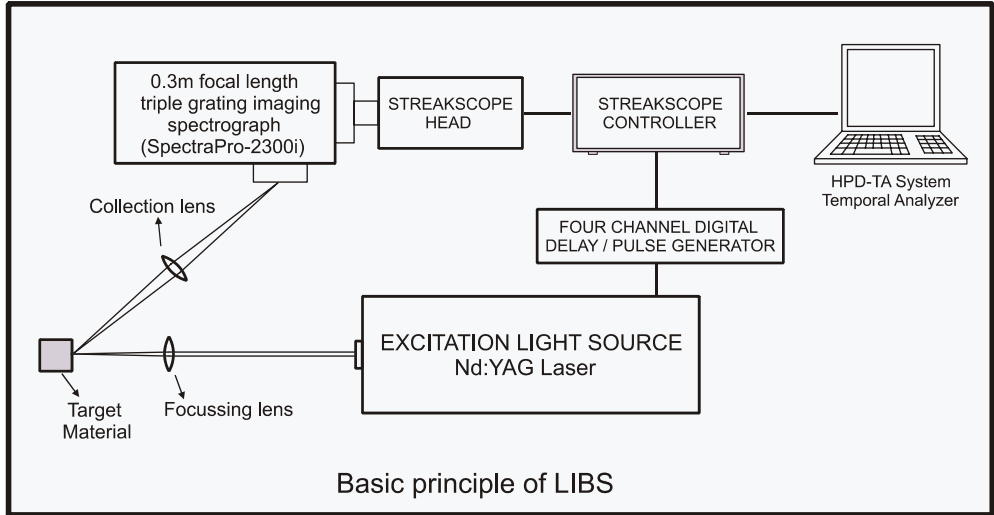 0.3m focal length
triple grating imaging
spectrograph
(SpectraPro-2300i)
STREAKSCOPE
HEAD
STREAKSCOPE
CONTROLLER
HPD-TA System
Temporal Analyzer
Collection lens
FOUR CHANNEL DIGITAL
DELAY / PULSE GENERATOR
EXCITATION LIGHT SOURCE
Nd:YAG Laser
Target
Material
Focussing lens
Basic principle of LIBS